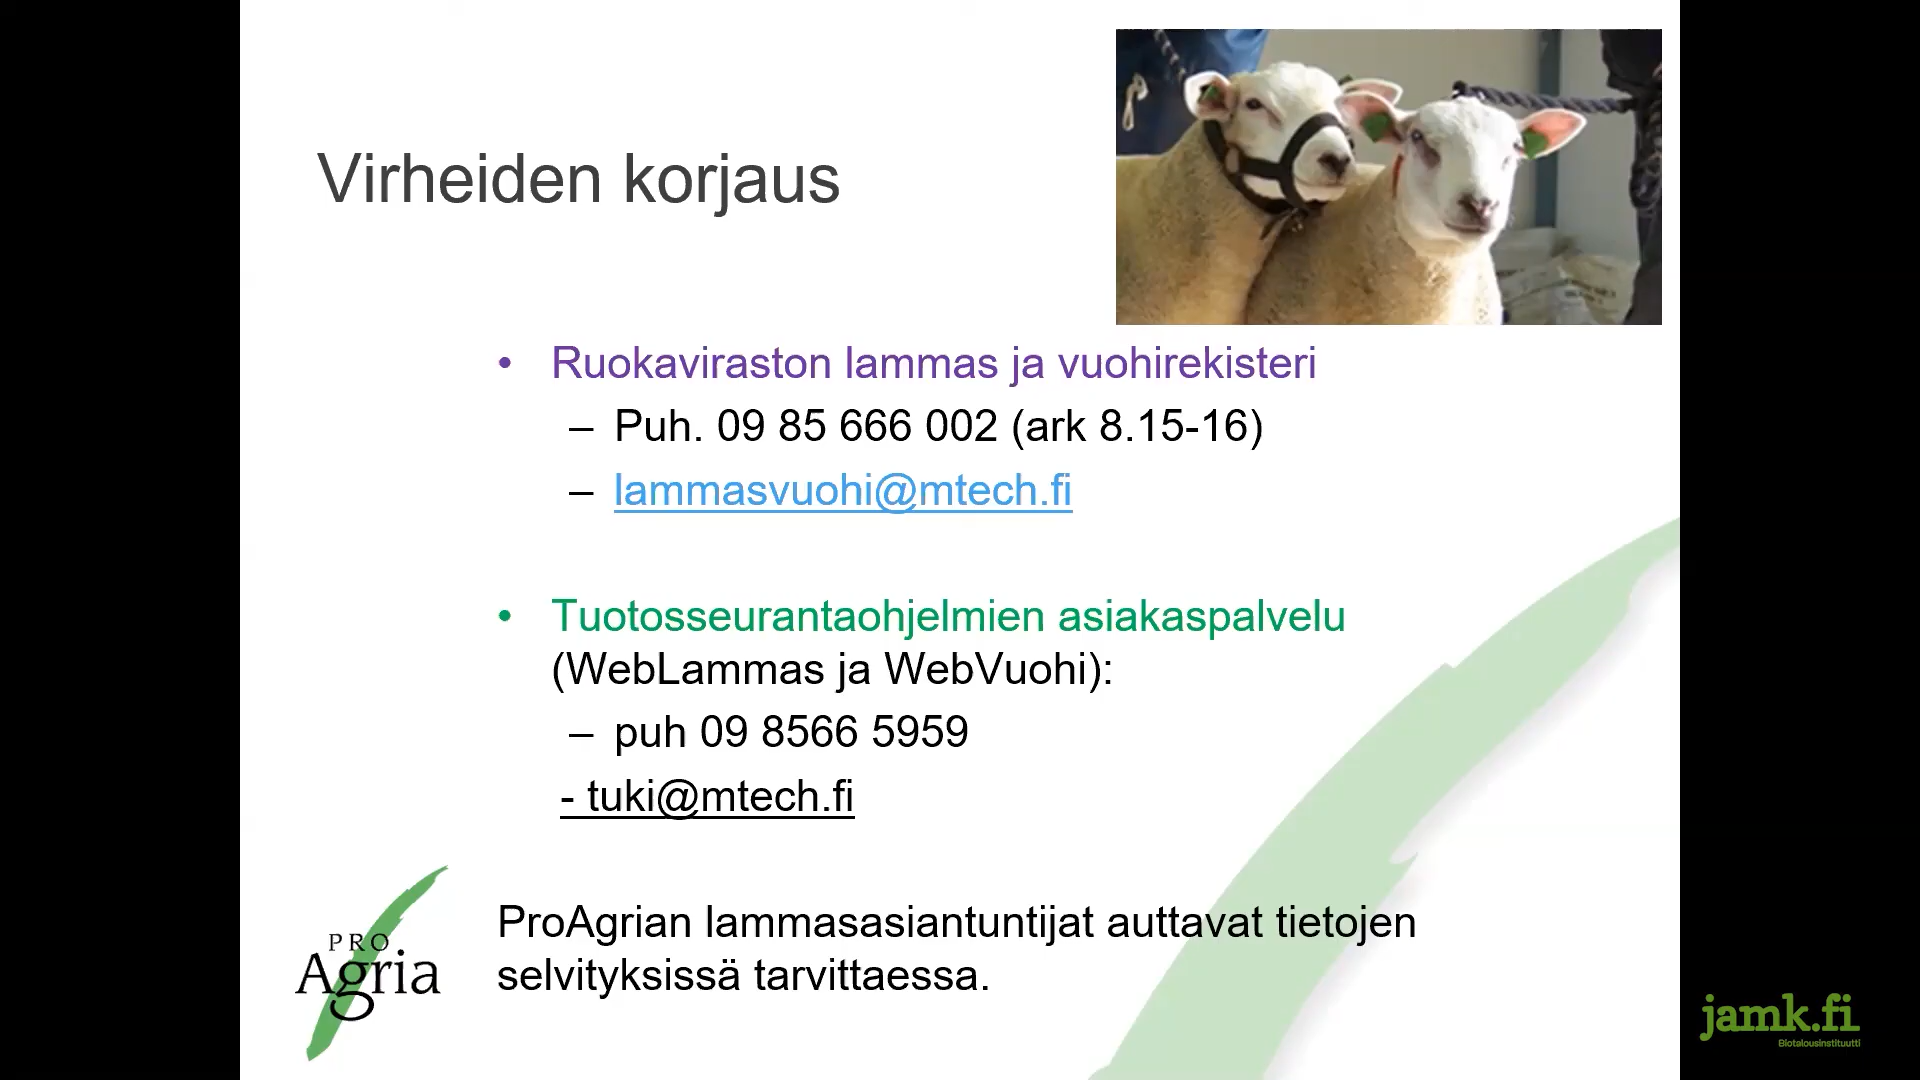 Virheiden korjaus
• Ruokaviraston lammas ja vuohirekisteri
– Puh. 09 85 666 002 (ark 8.15-16)
– lammasvuohi@mtech.fi
• Tuotosseurantaohjelmien asiakaspalvelu
(WebLammas ja WebVuohi):
– puh 09 8566 5959
- tuki@mtech.fi
ProAgrian lammasasiantuntijat auttavat tietojen
selvityksissä tarvittaessa.
PRO
Agria
jamk.fi
Biotalousinstituutti